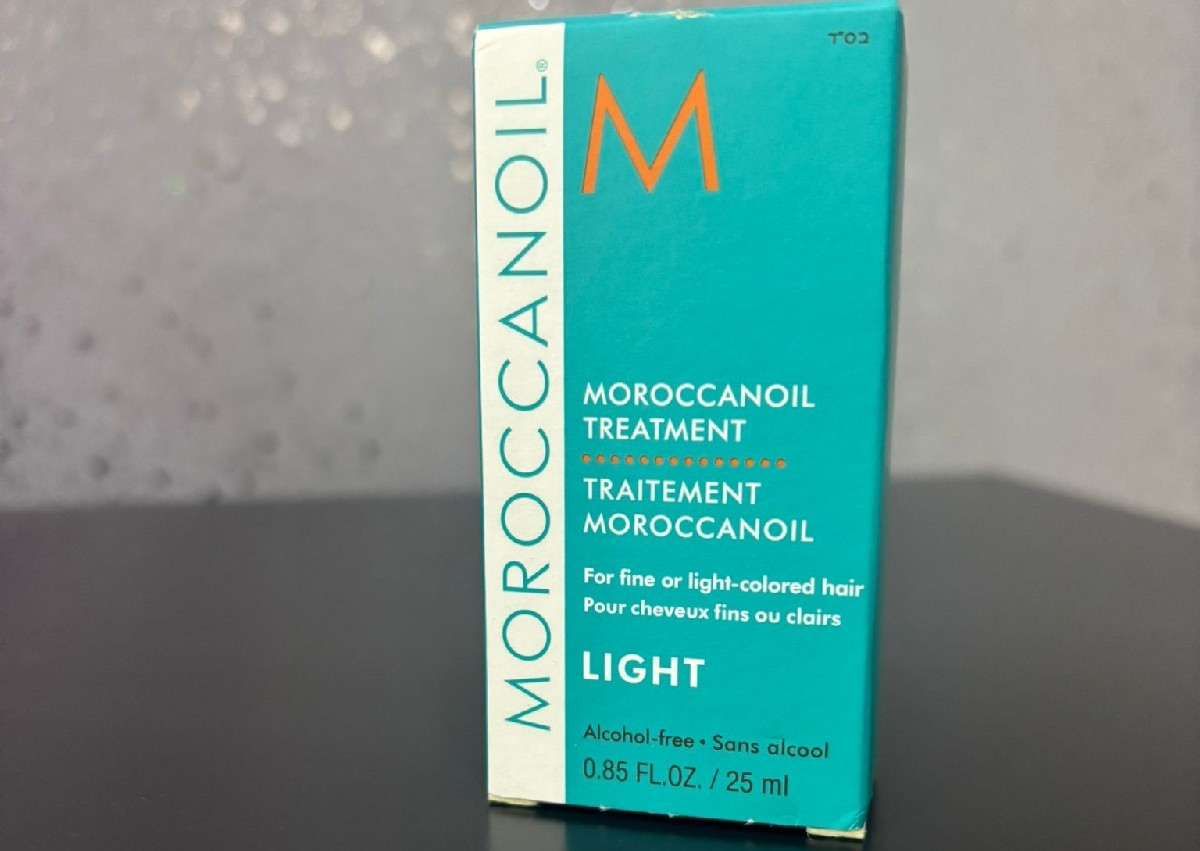 MOROCCANOIL®
T02
M
MOROCCANOIL
TREATMENT
TRAITEMENT
MOROCCANOIL
For fine or light-colored hair
Pour cheveux fins ou clairs
LIGHT
Alcohol-free • Sans alcool
0.85 FL.OZ. / 25 ml